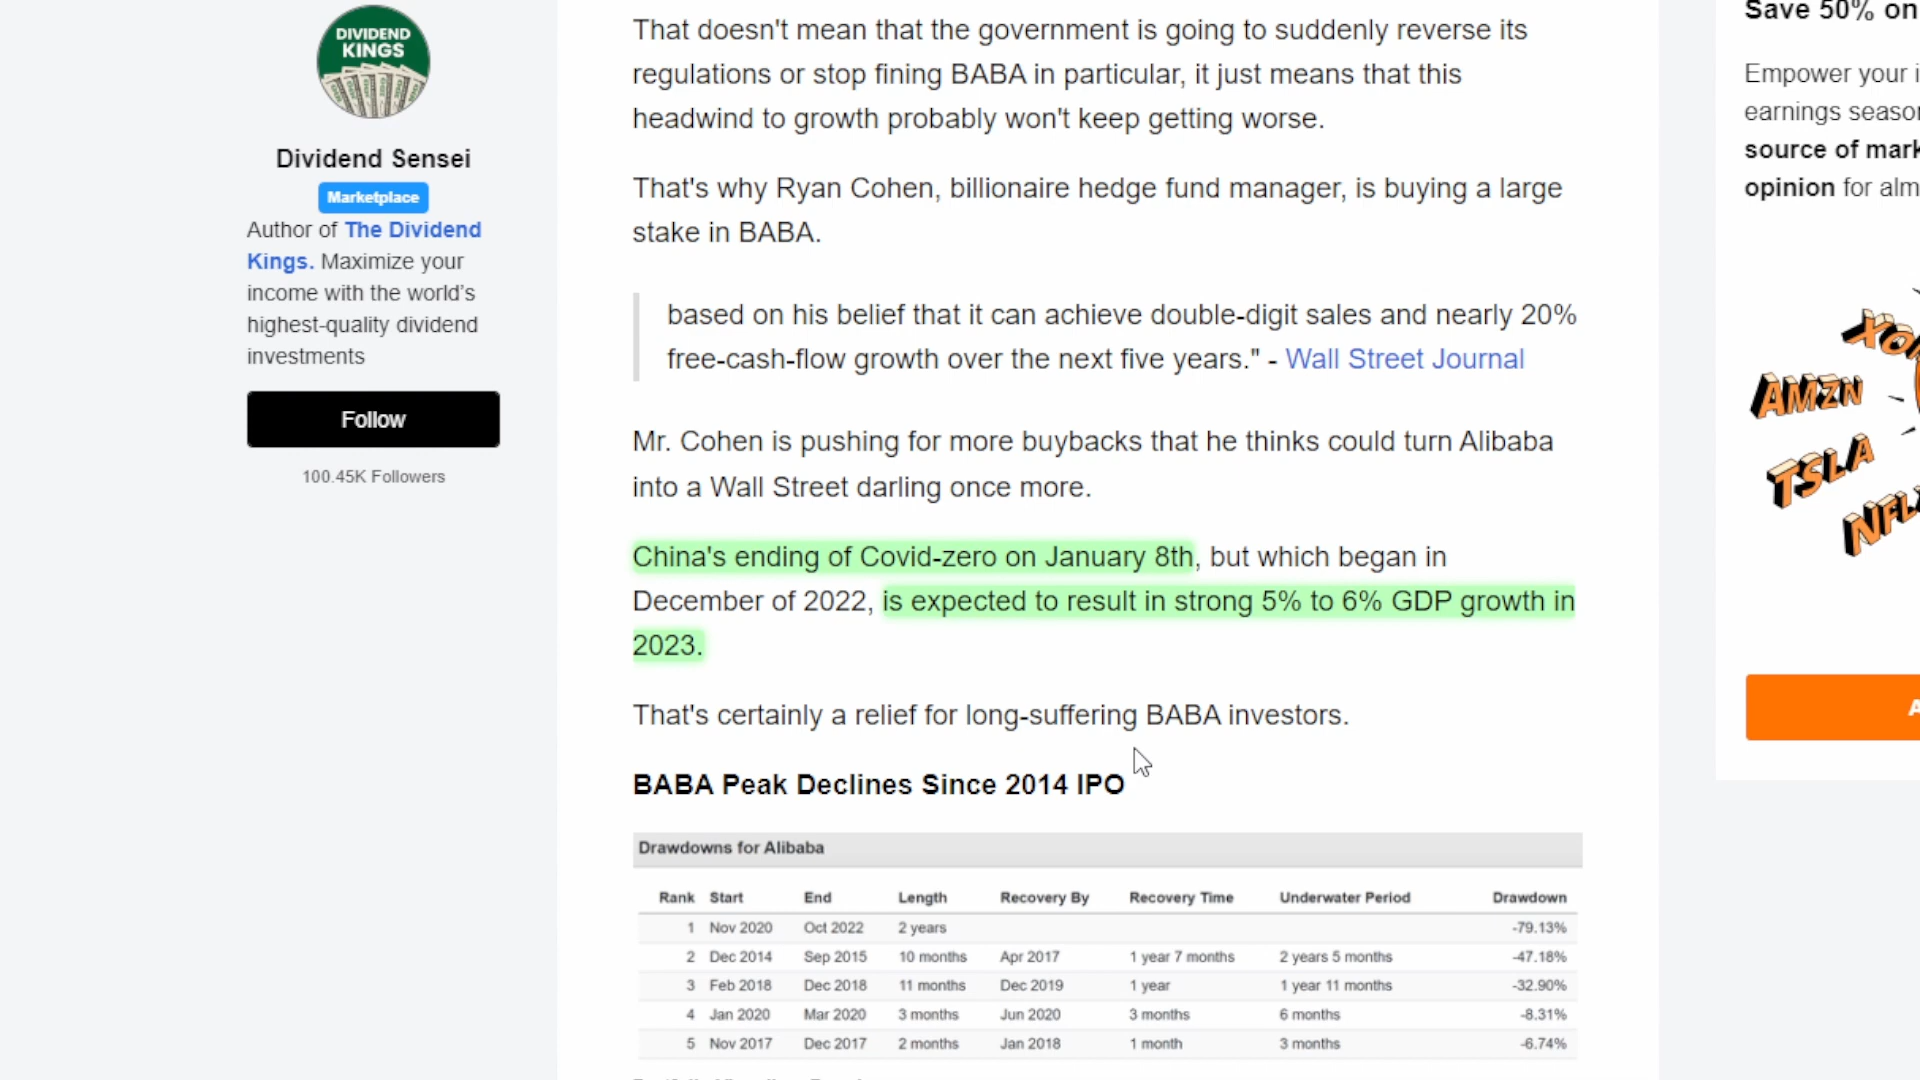 DIVIDEND
KINGS
Dividend Sensei
Marketplace
Author of The Dividend
Kings. Maximize your
income with the world's
highest-quality dividend
investments
Follow
100.45K Followers
That doesn't mean that the government is going to suddenly reverse its
regulations or stop fining BABA in particular, it just means that this
headwind to growth probably won't keep getting worse.
That's why Ryan Cohen, billionaire hedge fund manager, is buying a large
stake in BABA.
based on his belief that it can achieve double-digit sales and nearly 20%
free-cash-flow growth over the next five years." - Wall Street Journal
Mr. Cohen is pushing for more buybacks that he thinks could turn Alibaba
into a Wall Street darling once more.
China's ending of Covid-zero on January 8th, but which began in
December of 2022, is expected to result in strong 5% to 6% GDP growth in
2023.
That's certainly a relief for long-suffering BABA investors.
BABA Peak Declines Since 2014 IPO
Drawdowns for Alibaba
Rank Start End Length Recovery By Recovery Time Underwater Period Drawdown
1 Nov 2020 Oct 2022 2 years -79.13%
2 Dec 2014 Sep 2015 10 months Apr 2017 1 year 7 months 2 years 5 months -47.18%
3 Feb 2018 Dec 2018 11 months Dec 2019 1 year 1 year 11 months -32.90%
4 Jan 2020 Mar 2020 3 months Jun 2020 3 months 6 months -8.31%
5 Nov 2017 Dec 2017 2 months Jan 2018 1 month 3 months -6.74%
Save 50% on
Empower your
earnings
source of
opinion for
AMZN
TSLA